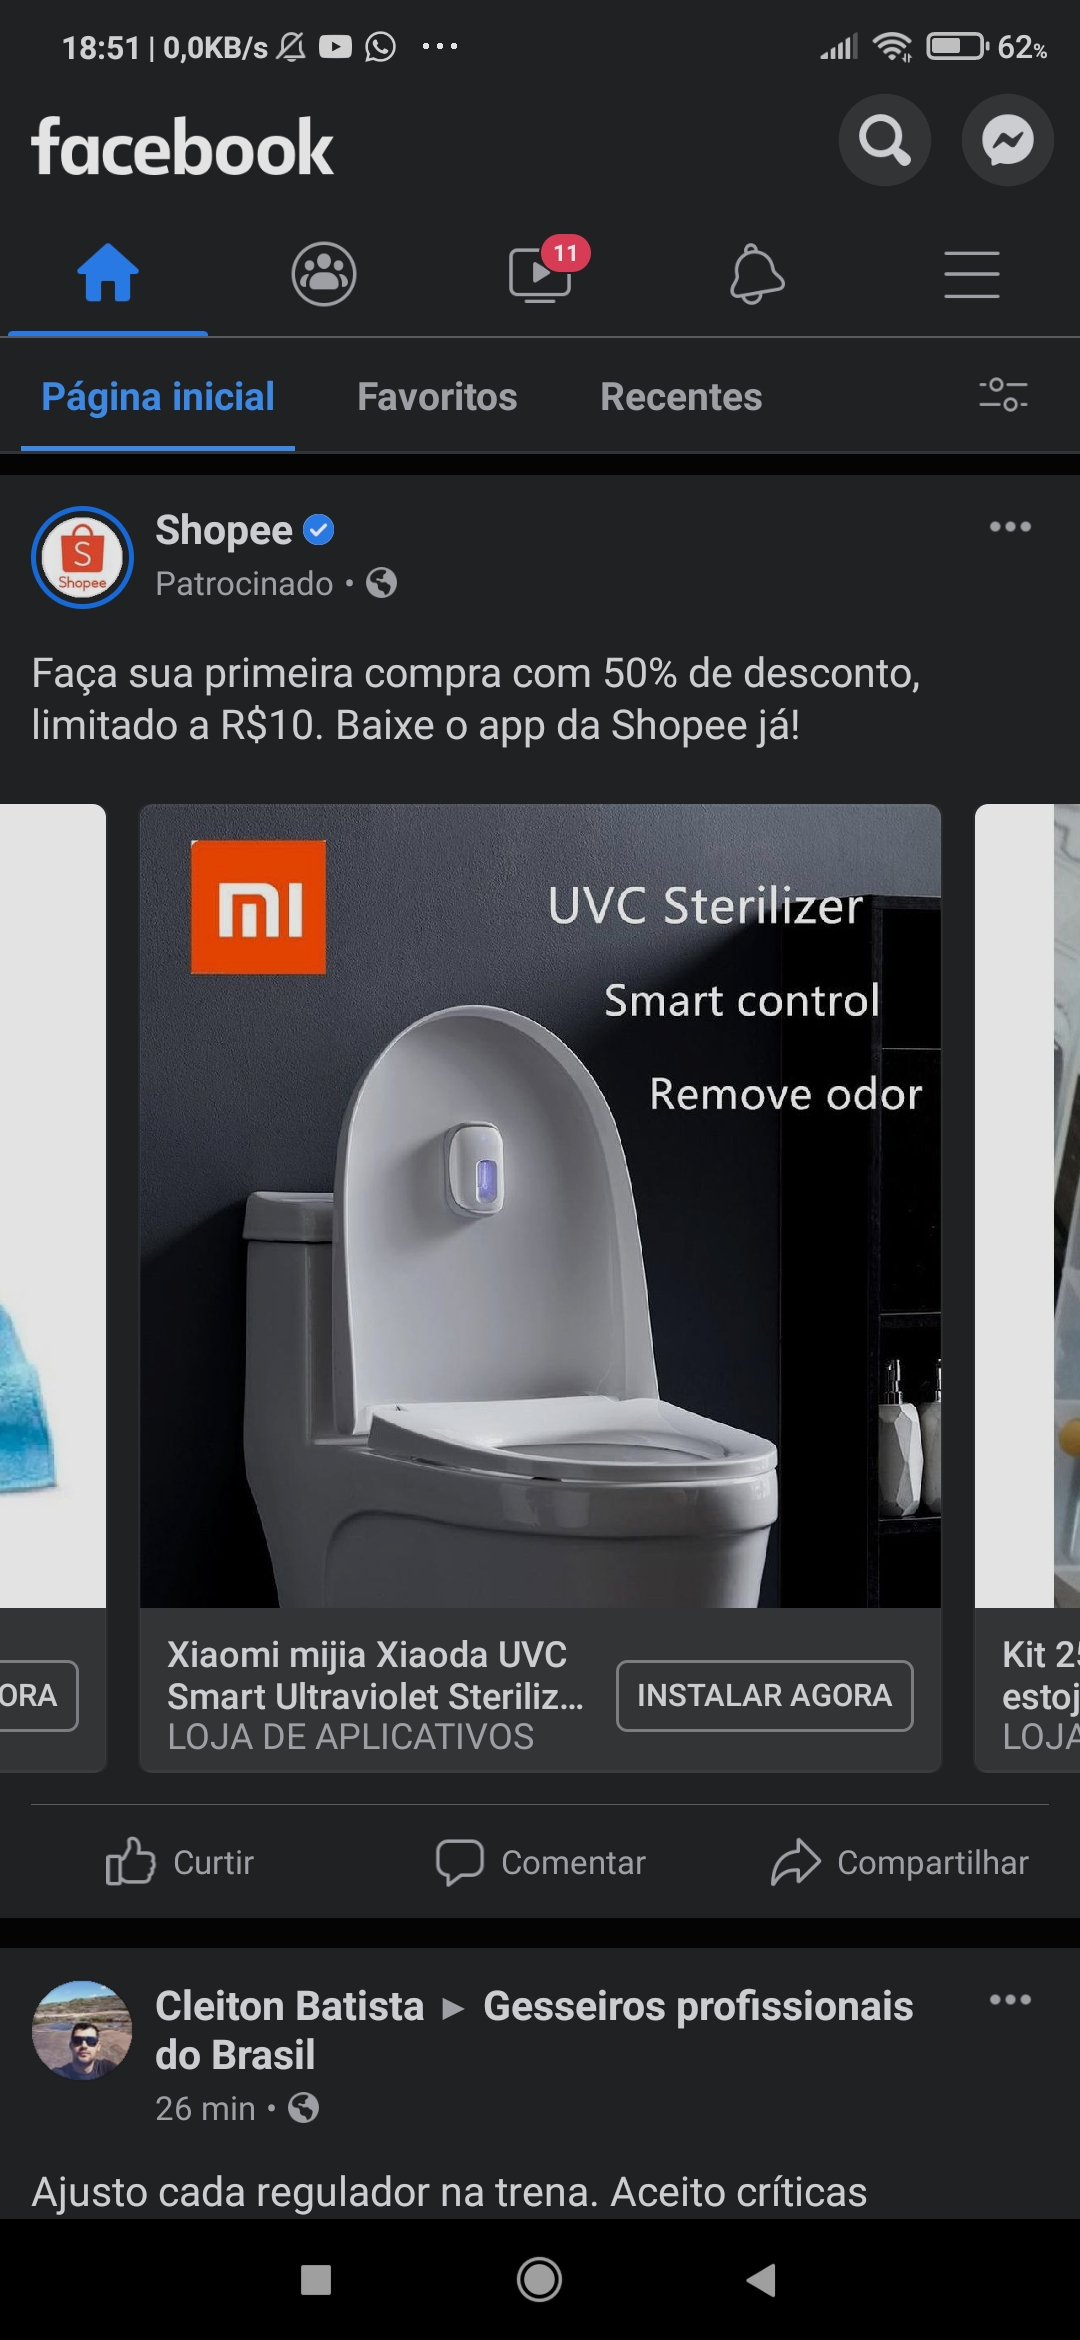 18:51 | 0,0KB/s
62%
facebook
11
Página inicial
Favoritos
Recentes
S
Shopee
Shopee
Patrocinado •
Faça sua primeira compra com 50% de desconto,
limitado a R$10. Baixe o app da Shopee já!
mi
UVC Sterilizer
Smart control
Remove odor
ORA
Xiaomi mijia Xiaoda UVC
Smart Ultraviolet Steriliz...
LOJA DE APLICATIVOS
INSTALAR AGORA
Kit 25
estoj
LOJA
Curtir
Comentar
Compartilhar
Cleiton Batista ▸ Gesseiros profissionais
do Brasil
26 min •
Ajusto cada regulador na trena. Aceito críticas